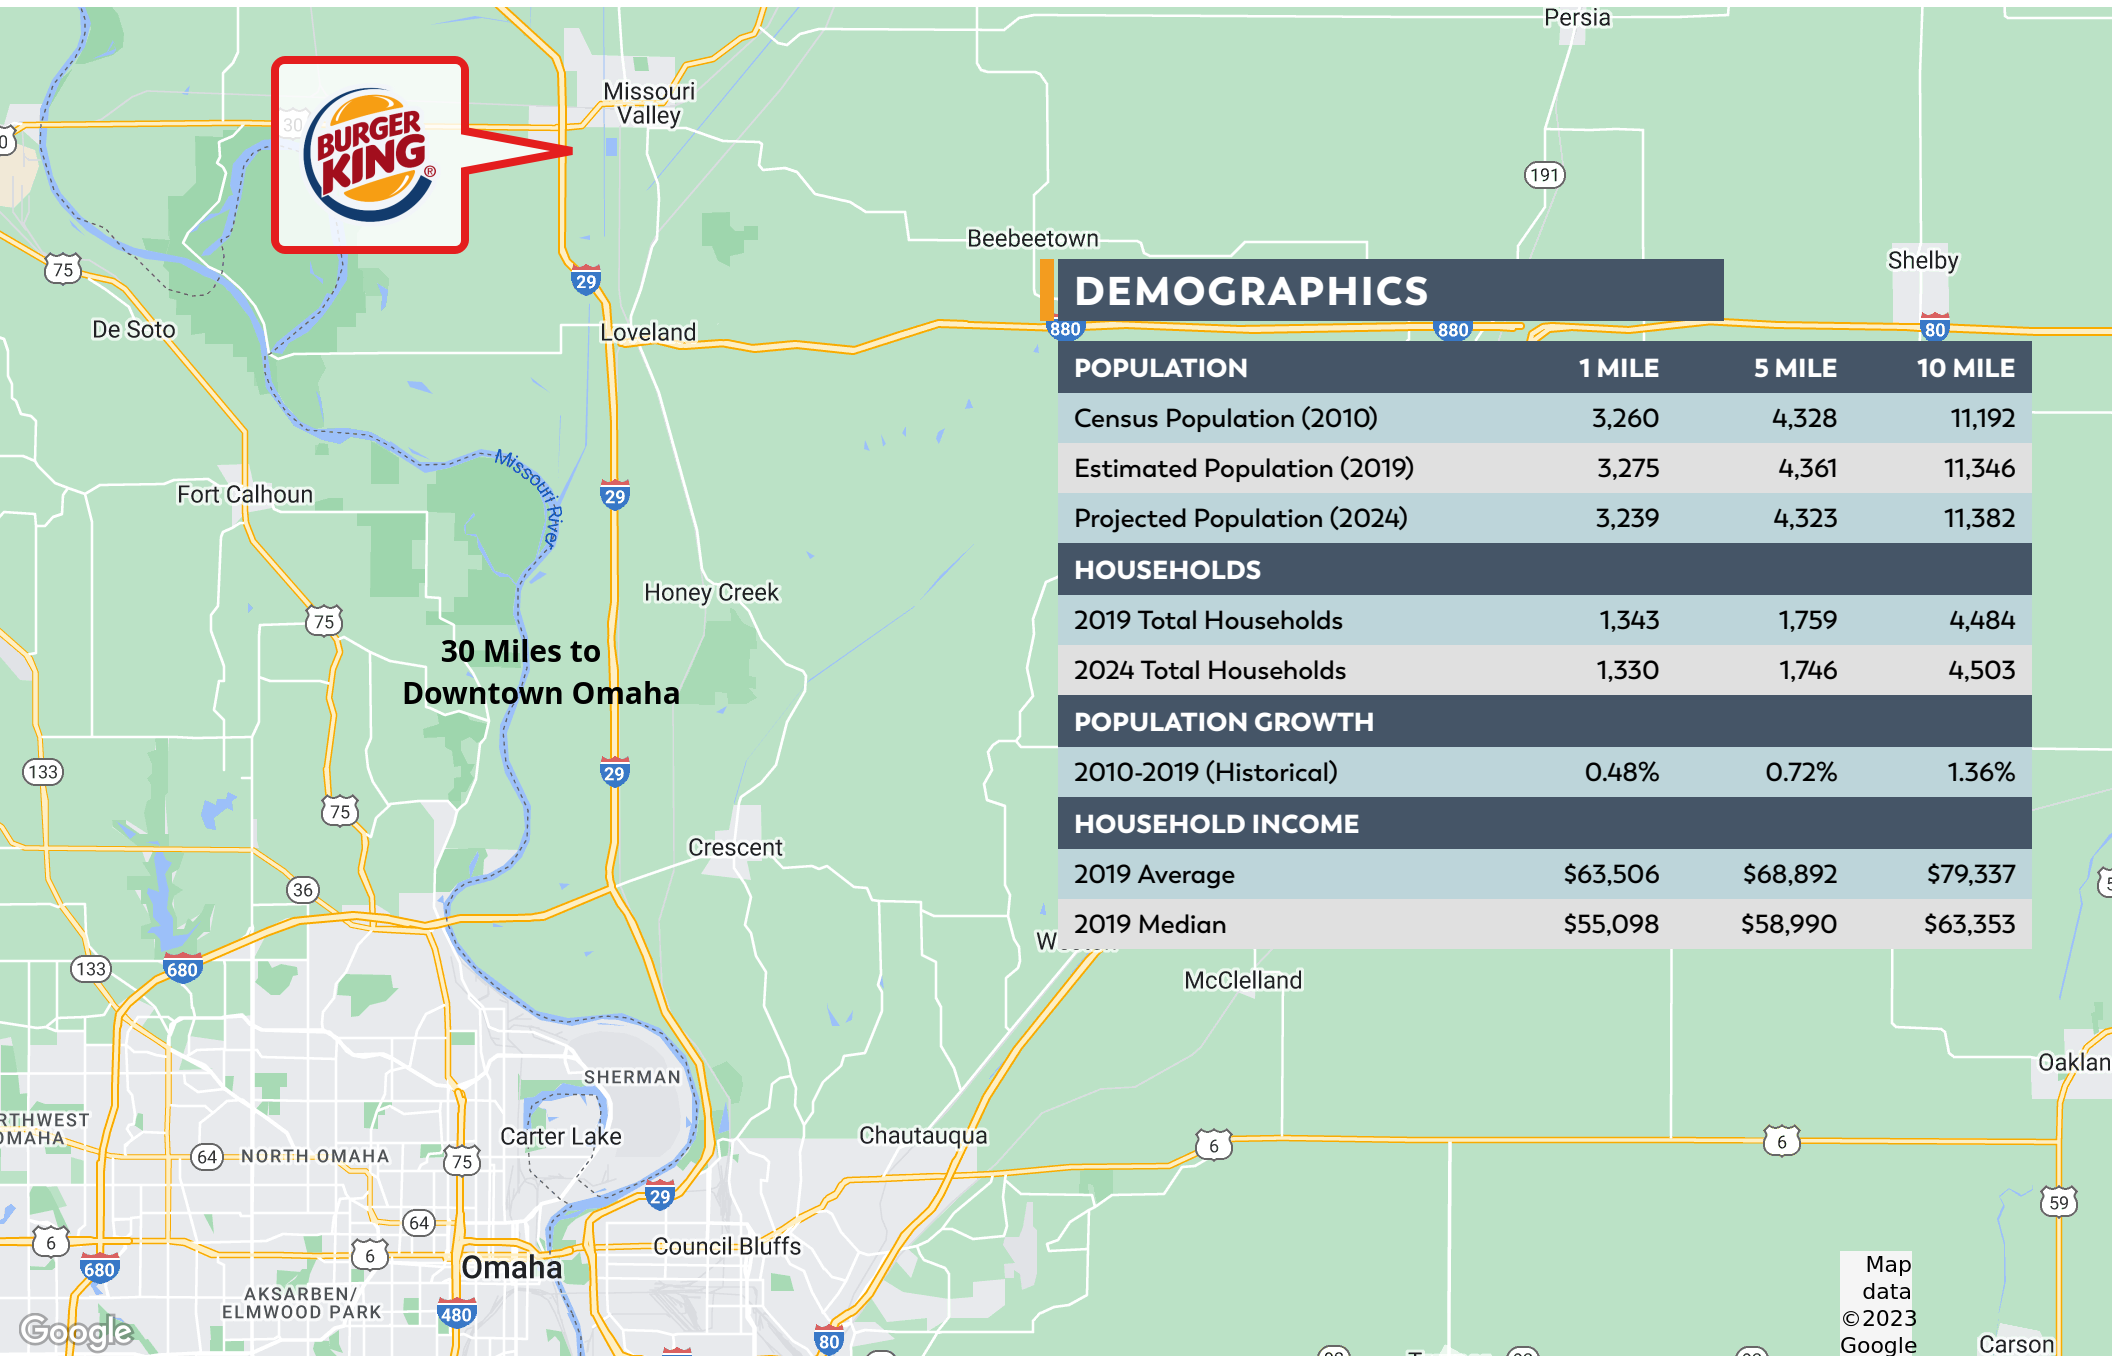 Persia
Missouri
Valley
30
BURGER
KING
®
191
Beebeetown
Shelby
75
29
DEMOGRAPHICS
De Soto
Loveland
880
880
80
POPULATION 1 MILE 5 MILE 10 MILE
Census Population (2010) 3,260 4,328 11,192
Estimated Population (2019) 3,275 4,361 11,346
Projected Population (2024) 3,239 4,323 11,382
HOUSEHOLDS
2019 Total Households 1,343 1,759 4,484
2024 Total Households 1,330 1,746 4,503
POPULATION GROWTH
2010-2019 (Historical) 0.48% 0.72% 1.36%
HOUSEHOLD INCOME
2019 Average $63,506 $68,892 $79,337
2019 Median $55,098 $58,990 $63,353
Missouri River
Fort Calhoun
29
Honey Creek
75
30 Miles to
Downtown Omaha
133
29
75
Crescent
36
133
680
McClelland
Oaklan
SHERMAN
OMAHA
Carter Lake
Chautauqua
6
6
64
NORTH OMAHA
75
29
59
64
6
6
Council Bluffs
680
Omaha
AKSARBEN/
ELMWOOD PARK
480
80
Google
Map
data
©2023
Google
Carson